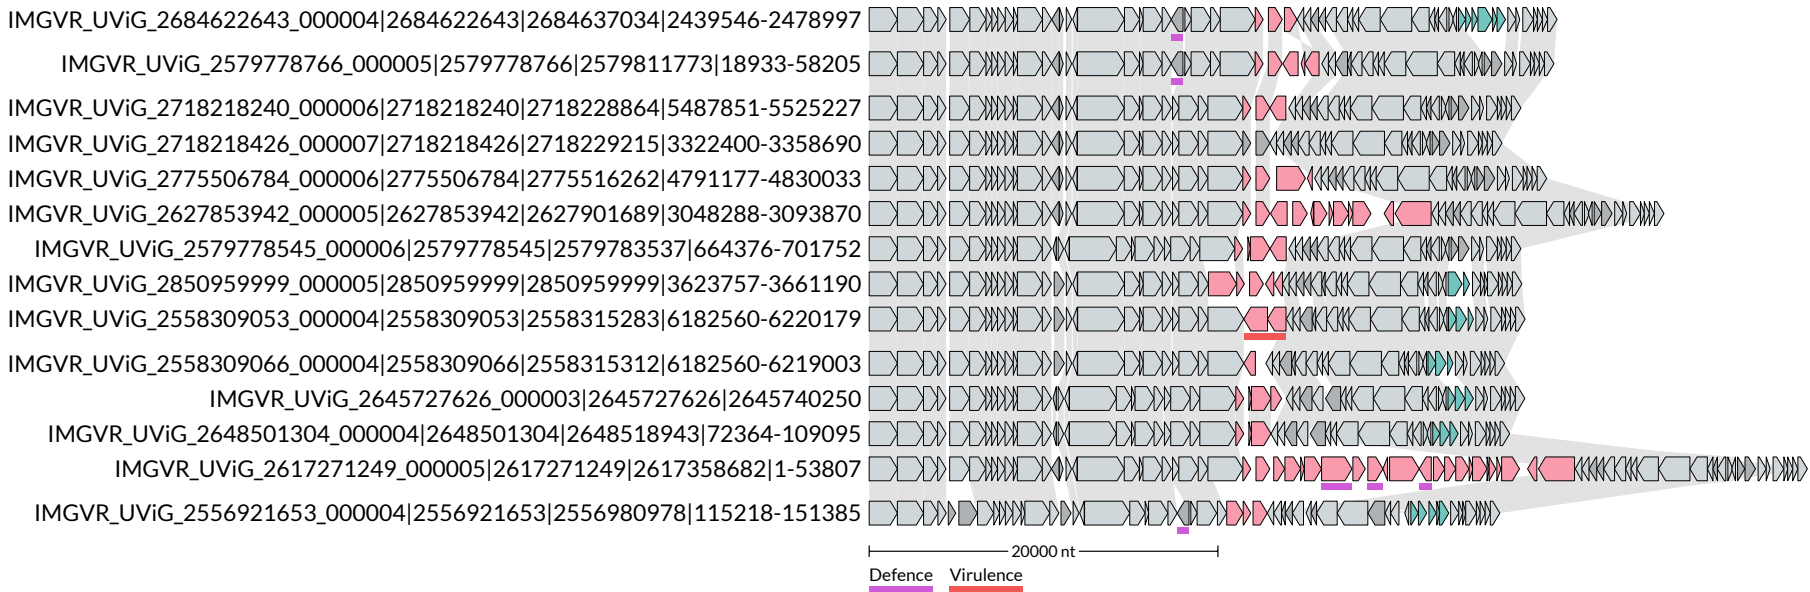 IMGVR_UViG_2684622643_000004|2684622643|2684637034|2439546-2478997
IMGVR_UViG_2579778766_000005|2579778766|2579811773|18933-58205
IMGVR_UViG_2718218240_000006|2718218240|2718228864|5487851-5525227
IMGVR_UViG_2718218426_000007|2718218426|2718229215|3322400-3358690
IMGVR_UViG_2775506784_000006|2775506784|2775516262|4791177-4830033
IMGVR_UViG_2627853942_000005|2627853942|2627901689|3048288-3093870
IMGVR_UViG_2579778545_000006|2579778545|2579783537|664376-701752
IMGVR_UViG_2850959999_000005|2850959999|2850959999|3623757-3661190
IMGVR_UViG_2558309053_000004|2558309053|2558315283|6182560-6220179
IMGVR_UViG_2558309066_000004|2558309066|2558315312|6182560-6219003
IMGVR_UViG_2645727626_000003|2645727626|2645740250
IMGVR_UViG_2648501304_000004|2648501304|2648518943|72364-109095
IMGVR_UViG_2617271249_000005|2617271249|2617358682|1-53807
IMGVR_UViG_2556921653_000004|2556921653|2556980978|115218-151385
20000 nt
Defence Virulence